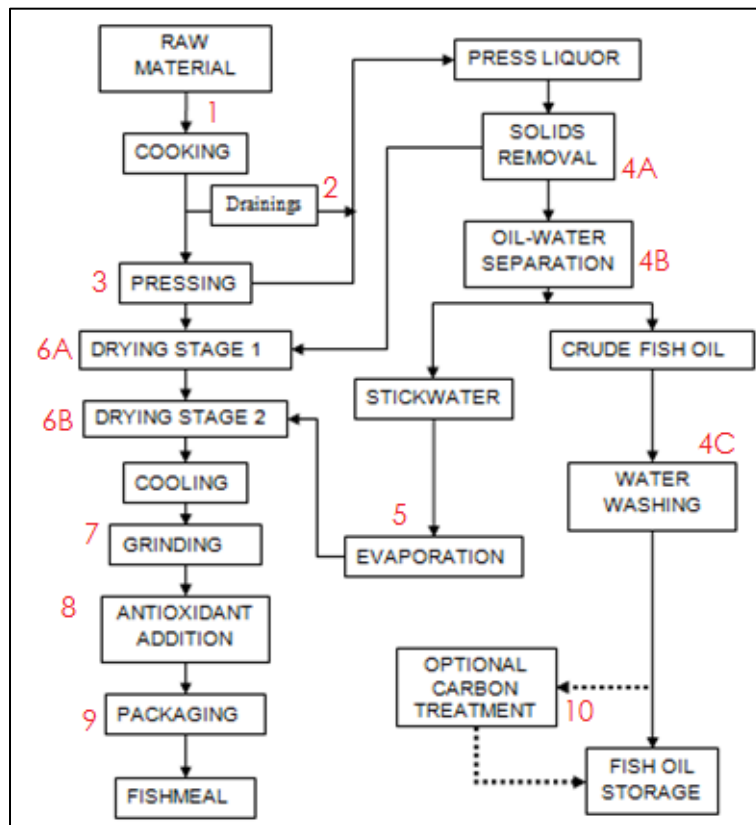 RAW
MATERIAL
1
COOKING
Drainings
2
3
PRESSING
6A
DRYING STAGE 1
6B
DRYING STAGE 2
COOLING
7
GRINDING
8
ANTIOXIDANT
ADDITION
9
PACKAGING
FISHMEAL
PRESS LIQUOR
SOLIDS
REMOVAL
4A
OIL-WATER
SEPARATION
4B
STICKWATER
5
EVAPORATION
CRUDE FISH OIL
4C
WATER
WASHING
OPTIONAL
CARBON
TREATMENT
10
FISH OIL
STORAGE